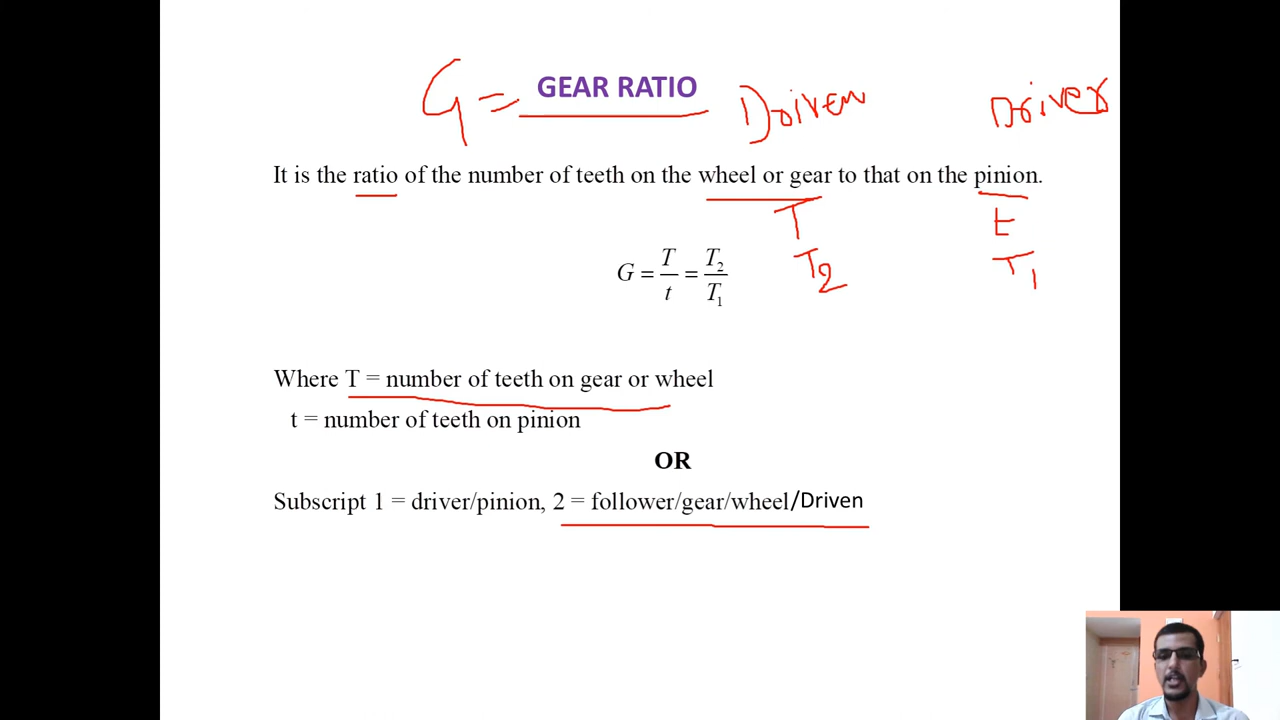 G = GEAR RATIO Driven Driver
It is the ratio of the number of teeth on the wheel or gear to that on the pinion.
T t
G = T/t = T₂/T₁
T₂ T₁
Where T = number of teeth on gear or wheel
t = number of teeth on pinion
OR
Subscript 1 = driver/pinion, 2 = follower/gear/wheel/Driven